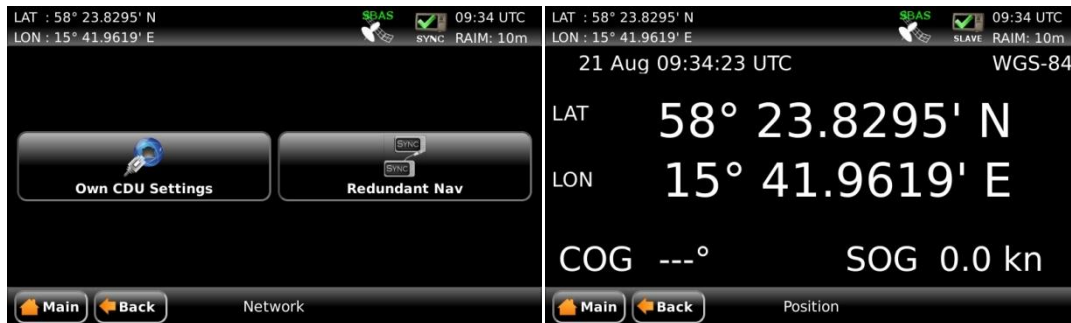 LAT : 58° 23.8295' N
LON : 15° 41.9619' E
SBAS
SYNC
09:34 UTC
RAIM: 10m
SYNC
SYNC
Own CDU Settings
Redundant Nav
Main
Back
Network
LAT : 58° 23.8295' N
LON : 15° 41.9619' E
SBAS
SLAVE
09:34 UTC
RAIM: 10m
21 Aug 09:34:23 UTC
WGS-84
LAT 58° 23.8295' N
LON 15° 41.9619' E
COG ---° SOG 0.0 kn
Main
Back
Position